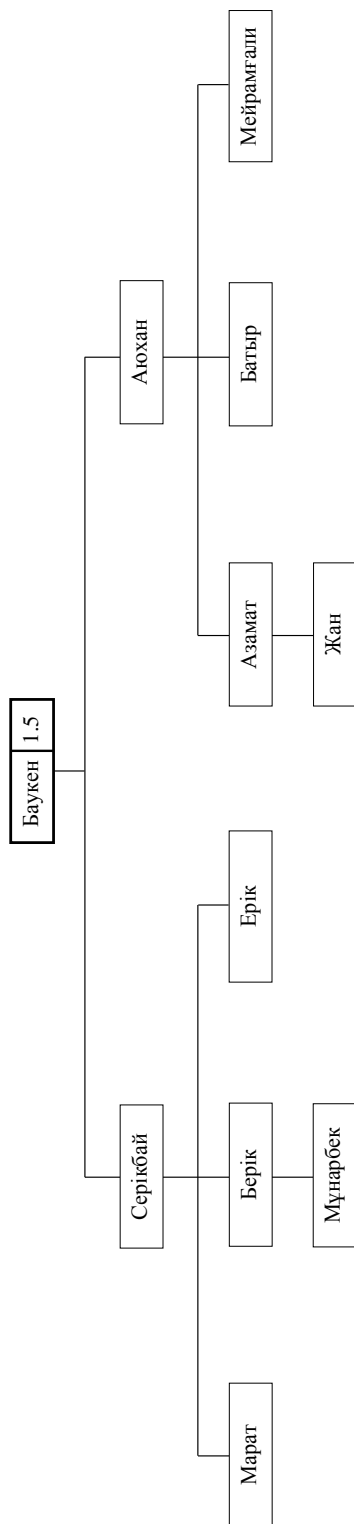 Баукен 1.5
Серікбай
Аюхан
Марат
Берік
Ерік
Азамат
Батыр
Мейрамғали
Мұнарбек
Жан